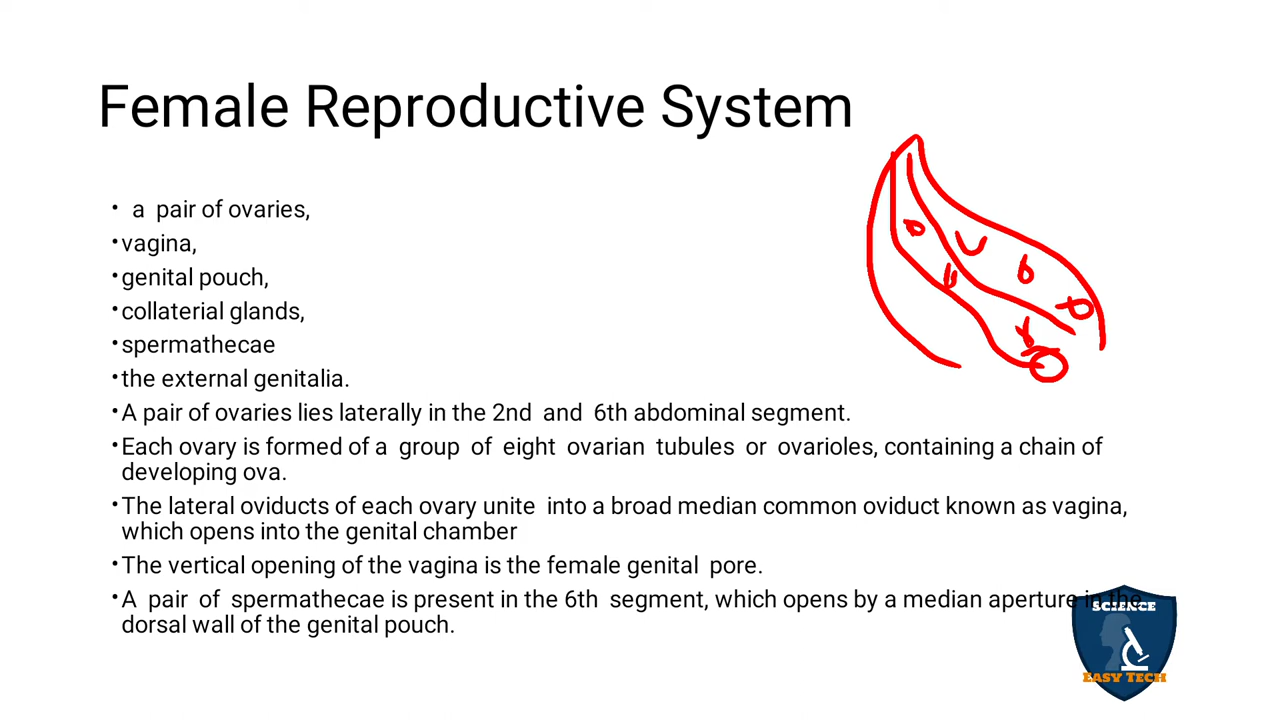 Female Reproductive System
• a pair of ovaries,
• vagina,
• genital pouch,
• collaterial glands,
• spermathecae
• the external genitalia.
• A pair of ovaries lies laterally in the 2nd and 6th abdominal segment.
• Each ovary is formed of a group of eight ovarian tubules or ovarioles, containing a chain of
developing ova.
• The lateral oviducts of each ovary unite into a broad median common oviduct known as vagina,
which opens into the genital chamber
• The vertical opening of the vagina is the female genital pore.
• A pair of spermathecae is present in the 6th segment, which opens by a median aperture in the
dorsal wall of the genital pouch.
SCIENCE
EASY TECH